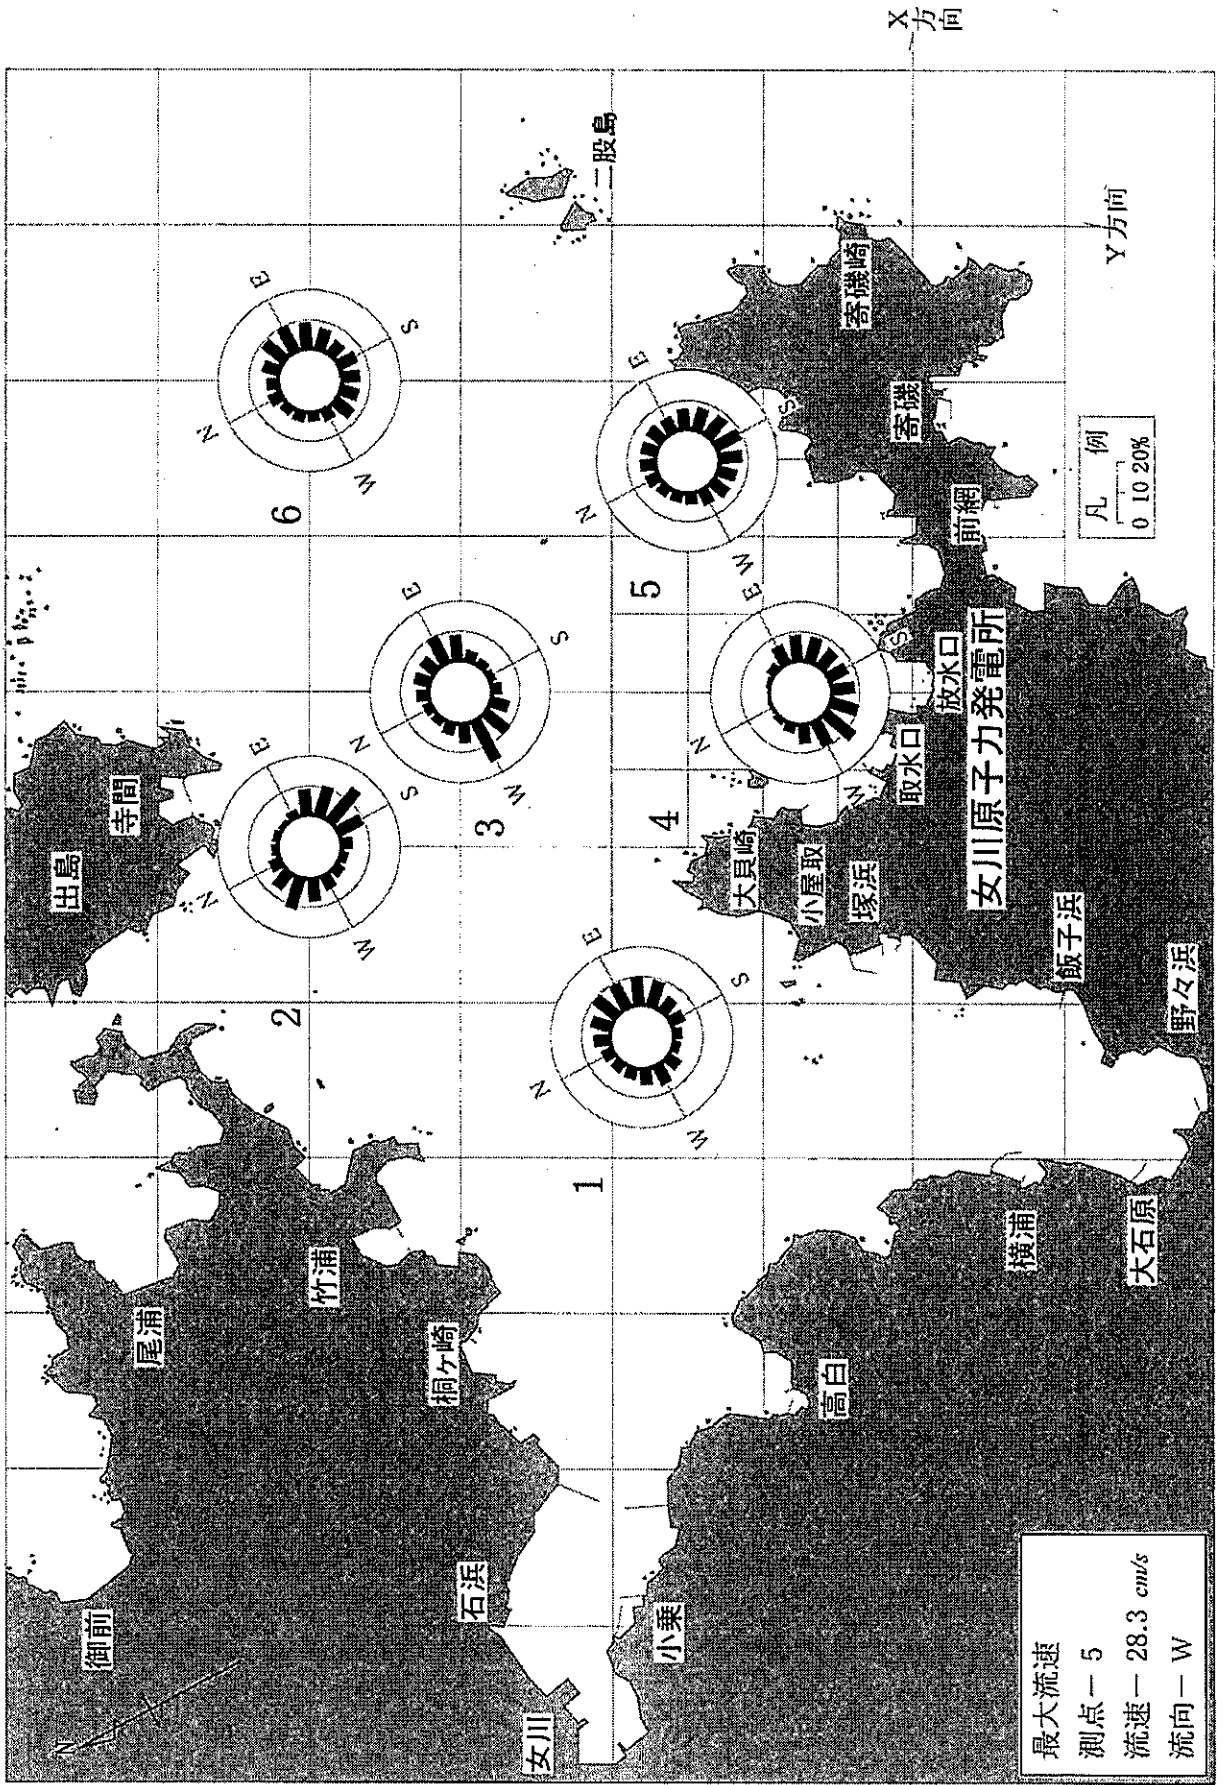 X方向
Y方向
二股島
寄磯崎
寄磯
前網
凡 例
0 10 20%
放水口
取水口
女川原子力発電所
大貝崎
小屋取
塚浜
飯子浜
野々浜
出島
寺間
尾浦
竹浦
桐ヶ崎
御前
石浜
女川
小乗
高白
横浦
大石原
N
1
N
E
S
W
2
N
E
S
W
3
N
E
S
W
4
N
E
S
W
5
N
E
S
W
6
N
E
S
W
最大流速
測点－5
流速－28.3 cm/s
流向－W